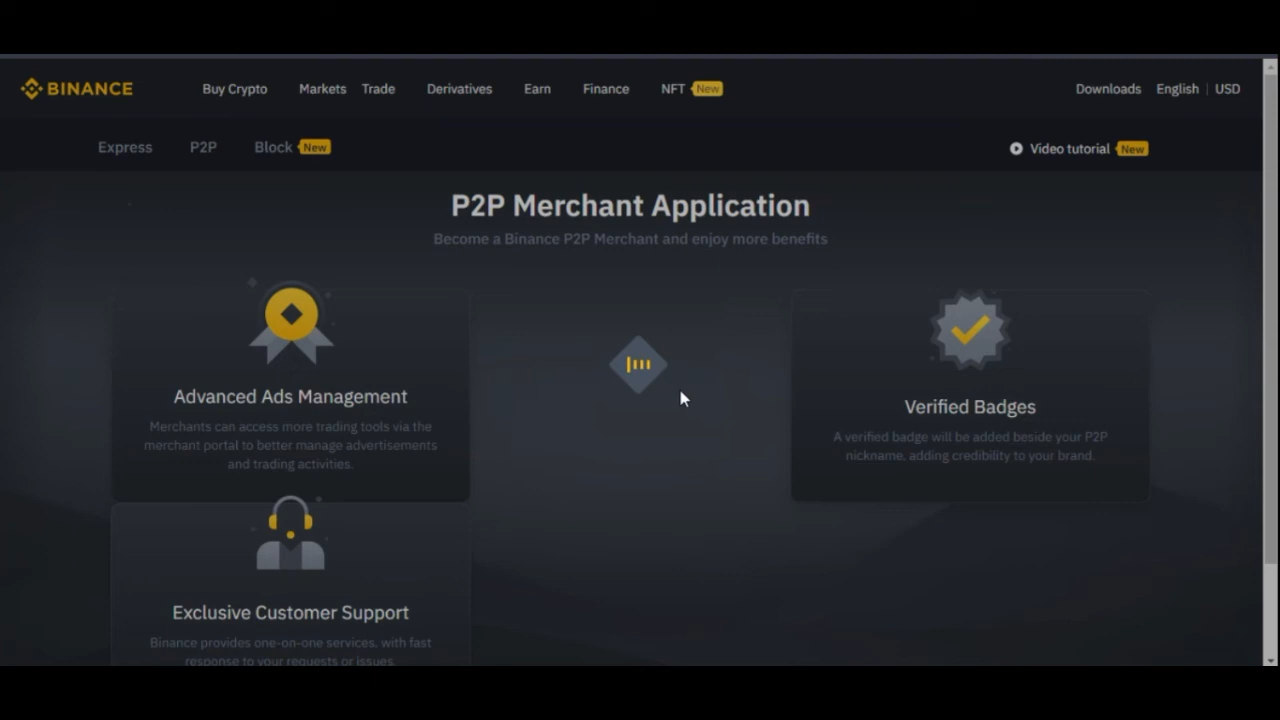 BINANCE
Buy Crypto Markets Trade Derivatives Earn Finance NFT New
Downloads English | USD
Express P2P Block New
Video tutorial New
P2P Merchant Application
Become a Binance P2P Merchant and enjoy more benefits
Advanced Ads Management
Merchants can access more trading tools via the
merchant portal to better manage advertisements
and trading activities.
Verified Badges
A verified badge will be added beside your P2P
nickname, adding credibility to your brand.
Exclusive Customer Support
Binance provides one-on-one services, with fast
response to your requests or issues.